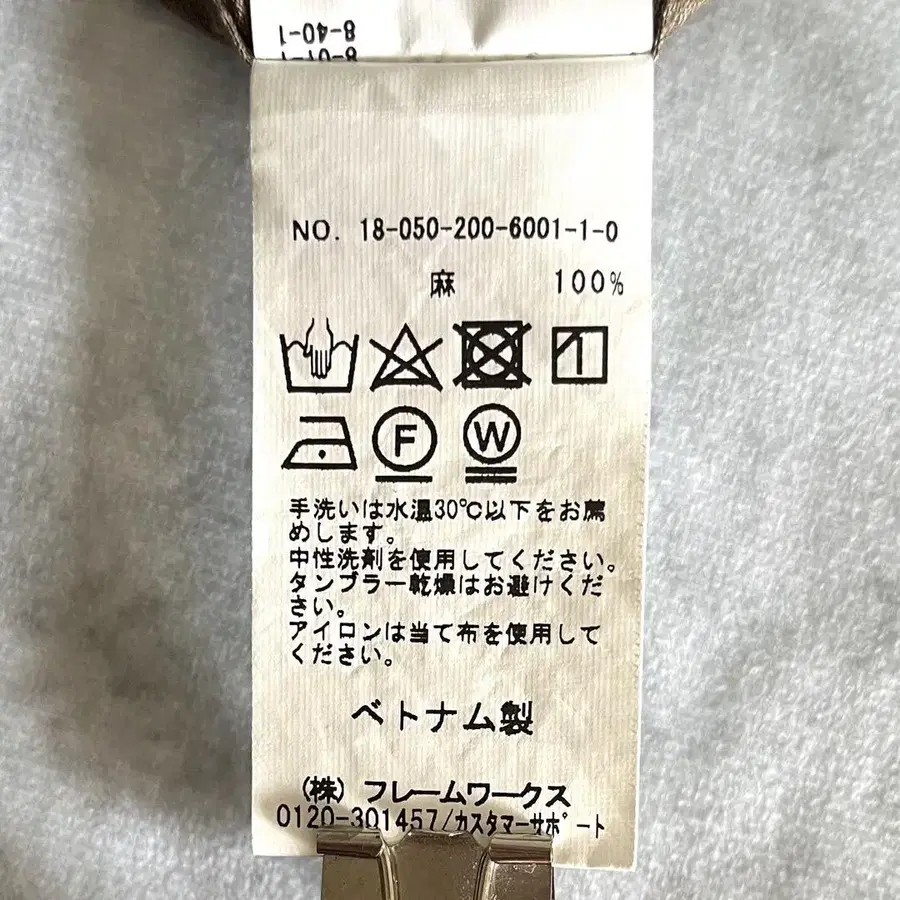 8-40-1
8-01-1
NO. 18-050-200-6001-1-0
麻 100%
F W
手洗いは水温30℃以下をお薦
めします。
中性洗剤を使用してください。
タンブラー乾燥はお避けくだ
さい。
アイロンは当て布を使用して
ください。
ベトナム製
(株) フレームワークス
0120-301457/カスタマーサポート